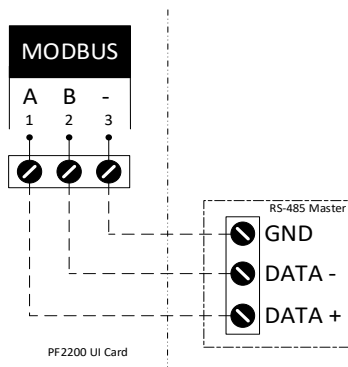 MODBUS
A B -
1 2 3
RS-485 Master
GND
DATA -
DATA +
PF2200 UI Card